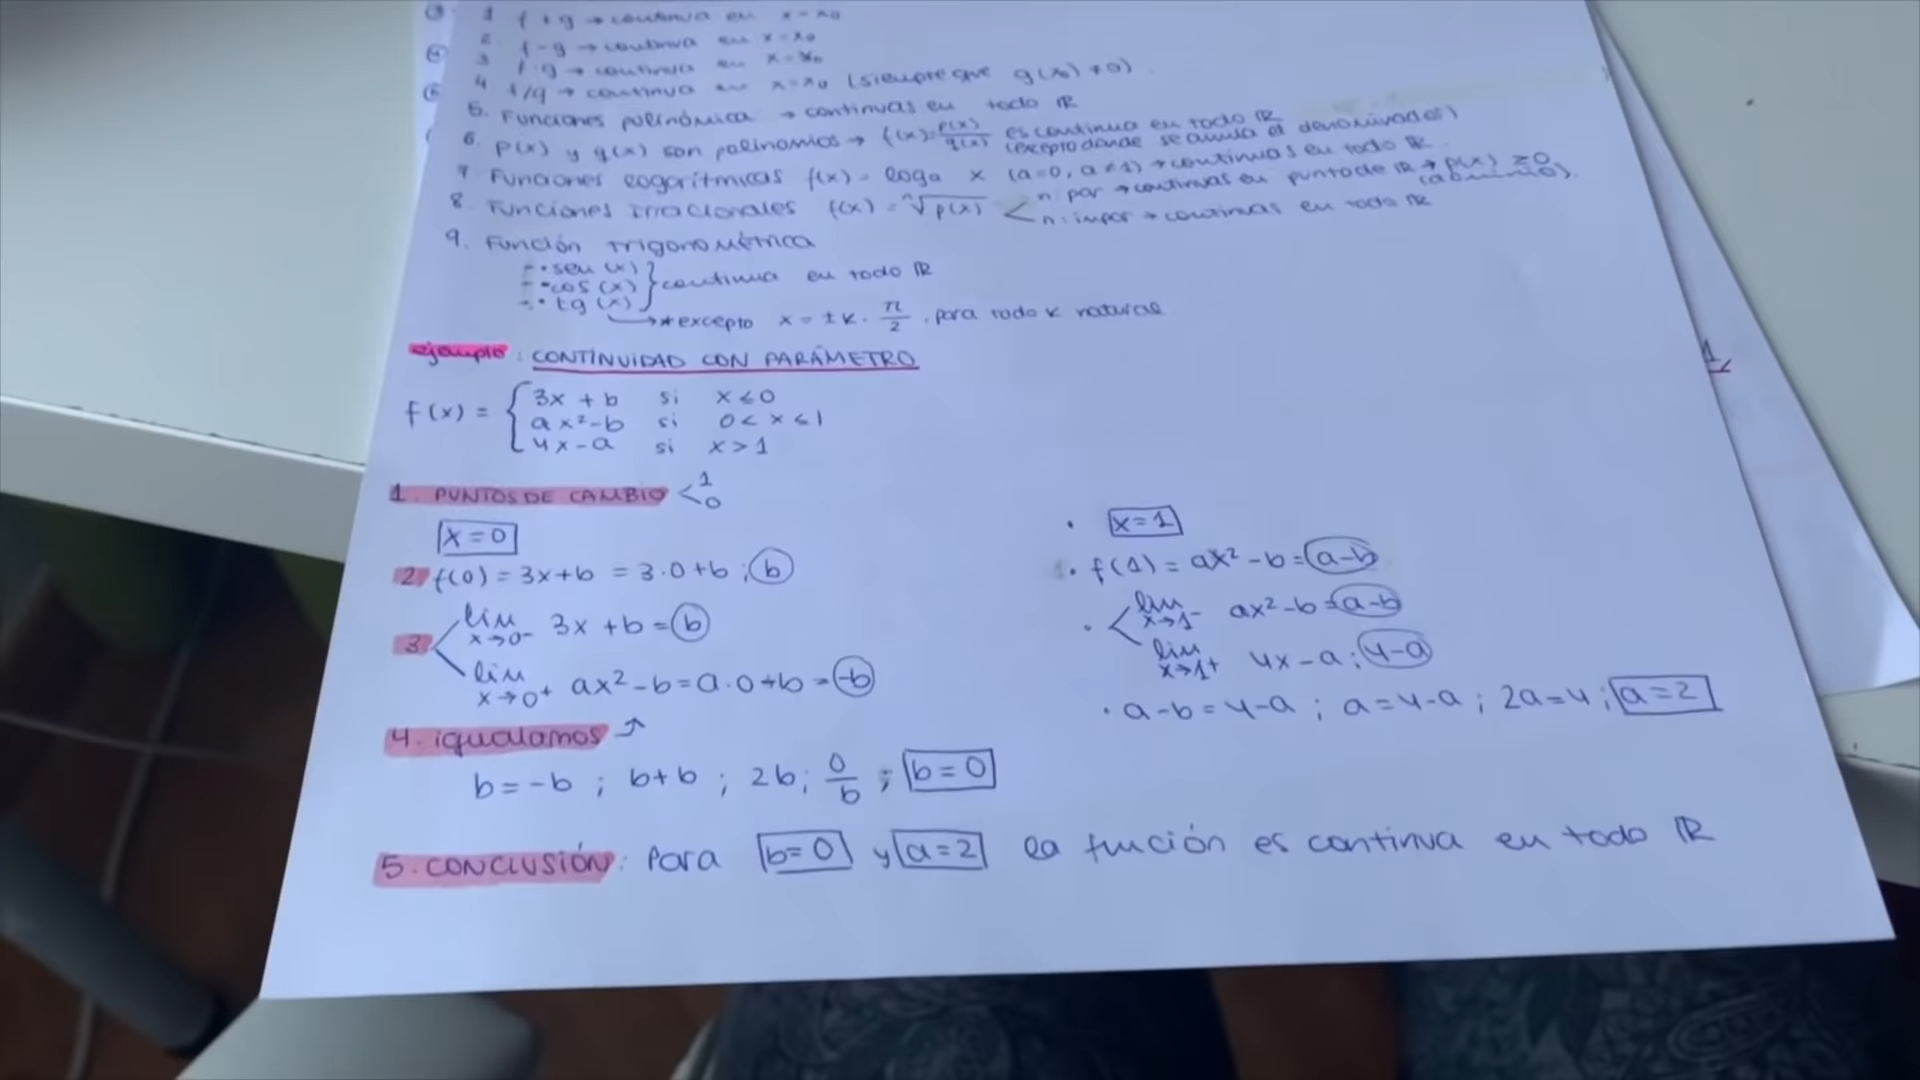 ③ 1 f+g → continua en x=x₀
④ 2. f-g → continua en x=x₀
3 f·g → continua en x=x₀
⑤ 4 f/g → continua en x=x₀ (siempre que g(x₀)≠0).
5. Funciones polinómica → continuas en todo ℝ
6. P(x) y q(x) son polinomios → f(x)=P(x)/q(x) es continua en todo ℝ (excepto donde se anula el denominador)
7 Funciones logarítmicas f(x)= loga x (a=0, a≠1) → continuas en todo ℝ.
8. Funciones irracionales f(x) = ⁿ√p(x) < n: par → continuas en punto de ℝ → p(x) ≥0
n: impar → continuas en todo ℝ
9. Función trigonométrica
• sen (x)
• cos (x) } continua en todo ℝ
• tg (x)
→ *excepto x = ±k · π/2 . para todo k natural
ejemplo: CONTINUIDAD CON PARÁMETRO
f(x) = { 3x + b si x≤0
ax²-b si 0<x≤1
4x-a si x>1
1. PUNTOS DE CAMBIO < 1 0
x=0
2) f(0) = 3x+b = 3·0+b ; b
3 lim x→0- 3x+b = b
lim x→0+ ax²-b = a·0+b = -b
4. igualamos
b=-b ; b+b ; 2b; 0/b ; b=0
• x=1
• f(1) = ax²-b = a-b
• lim x→1- ax²-b = a-b
lim x→1+ 4x-a ; 4-a
• a-b=4-a ; a=4-a ; 2a=4 ; a=2
5. CONCLUSIÓN: Para b=0 y a=2 la función es continua en todo ℝ